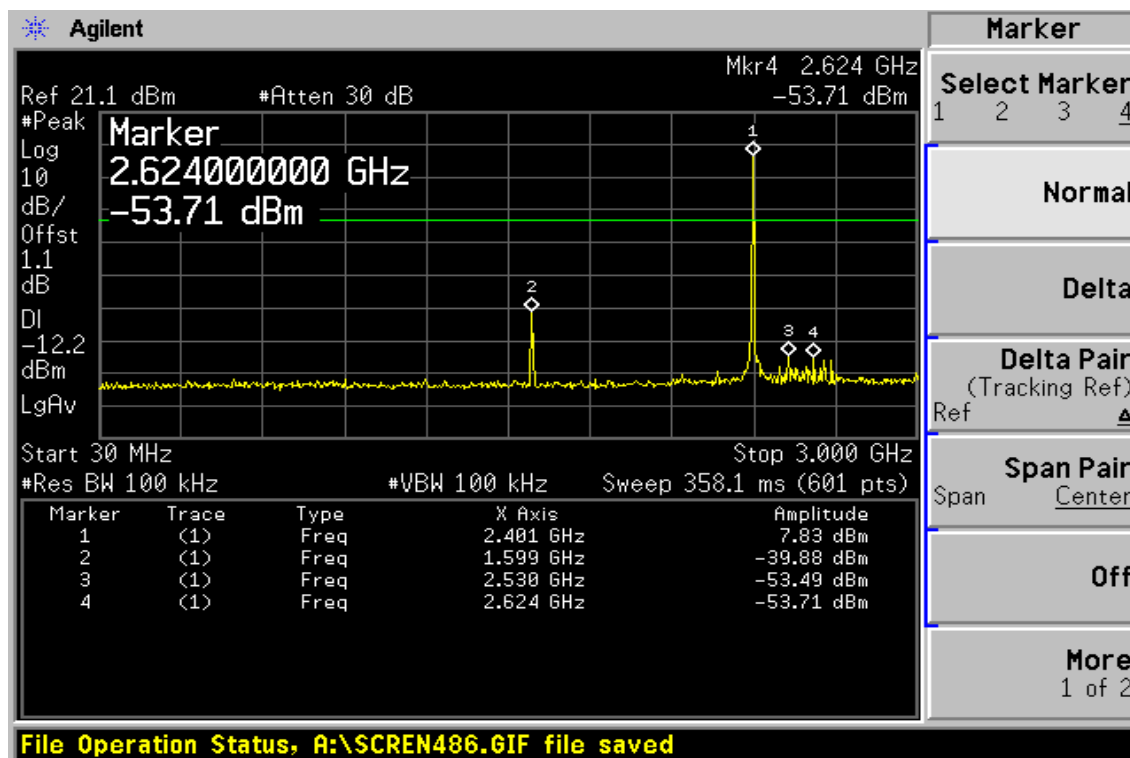 Agilent
Marker
Mkr4 2.624 GHz
Ref 21.1 dBm #Atten 30 dB -53.71 dBm
#Peak
Log
10
dB/
Offst
1.1
dB
DI
-12.2
dBm
LgAv
Marker
2.624000000 GHz
-53.71 dBm
1
2
3 4
Start 30 MHz Stop 3.000 GHz
#Res BW 100 kHz #VBW 100 kHz Sweep 358.1 ms (601 pts)
Marker Trace Type X Axis Amplitude
1 (1) Freq 2.401 GHz 7.83 dBm
2 (1) Freq 1.599 GHz -39.88 dBm
3 (1) Freq 2.530 GHz -53.49 dBm
4 (1) Freq 2.624 GHz -53.71 dBm
Select Marker
1 2 3 4
Normal
Delta
Delta Pair
(Tracking Ref)
Ref Δ
Span Pair
Span Center
Off
More
1 of 2
File Operation Status, A:\SCREN486.GIF file saved